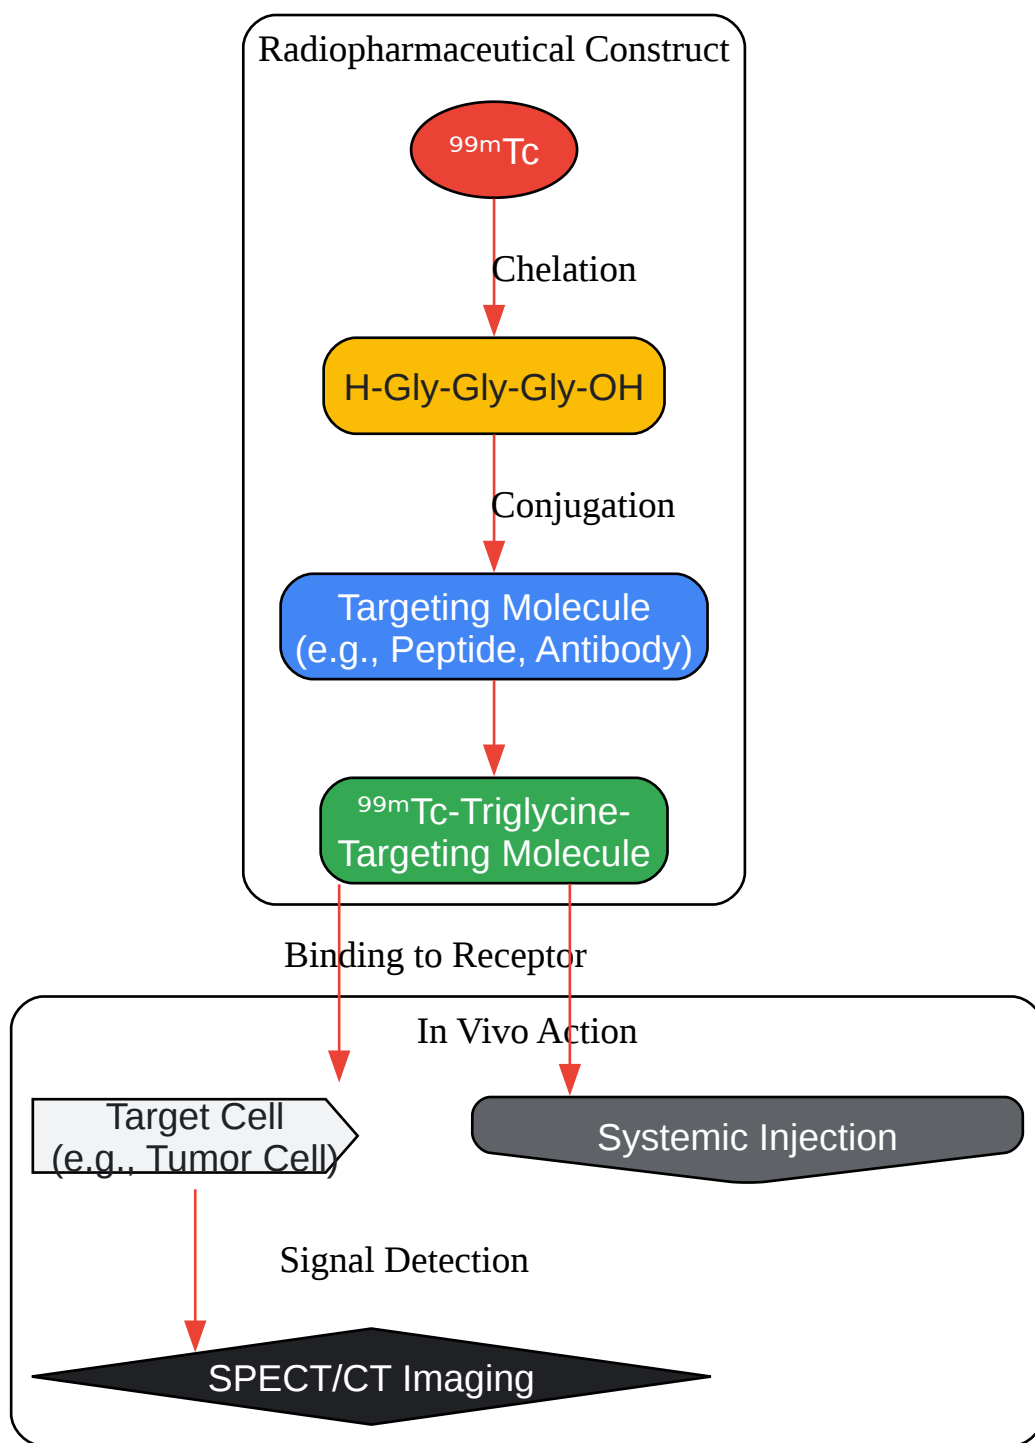 Radiopharmaceutical Construct
⁹⁹ᵐTc
Chelation
H-Gly-Gly-Gly-OH
Conjugation
Targeting Molecule
(e.g., Peptide, Antibody)
⁹⁹ᵐTc-Triglycine-
Targeting Molecule
Binding to Receptor
In Vivo Action
Target Cell
(e.g., Tumor Cell)
Systemic Injection
Signal Detection
SPECT/CT Imaging